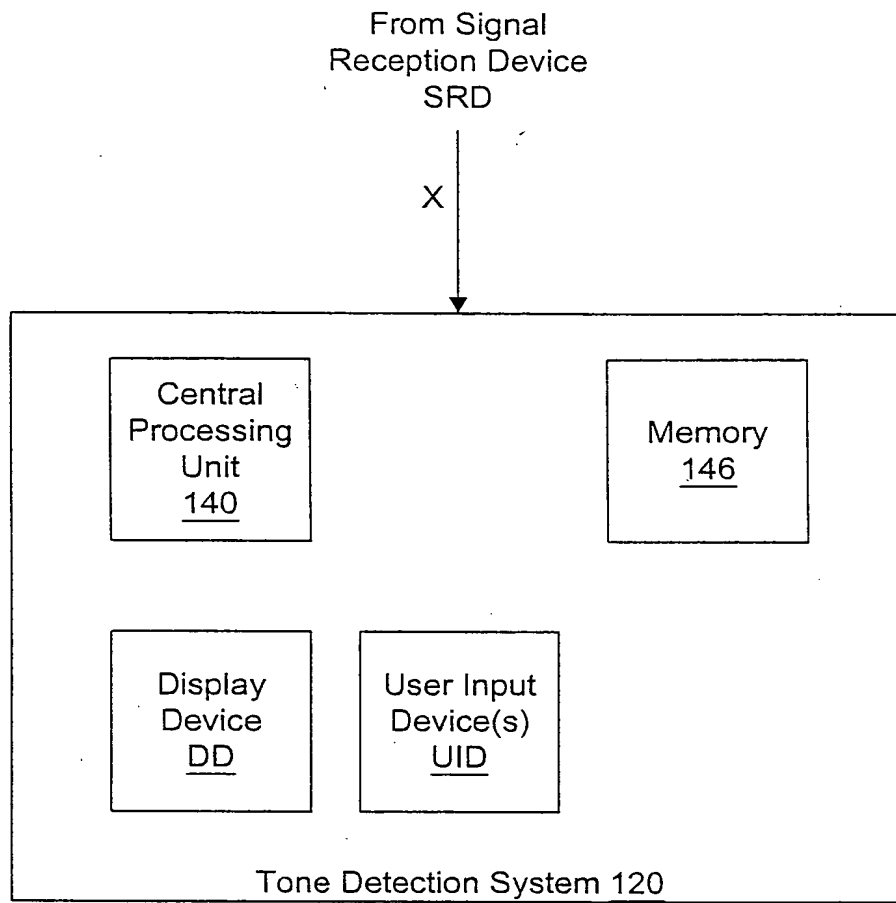 From Signal
Reception Device
SRD
X
Central
Processing
Unit
140
Memory
146
Display
Device
DD
User Input
Device(s)
UID
Tone Detection System 120